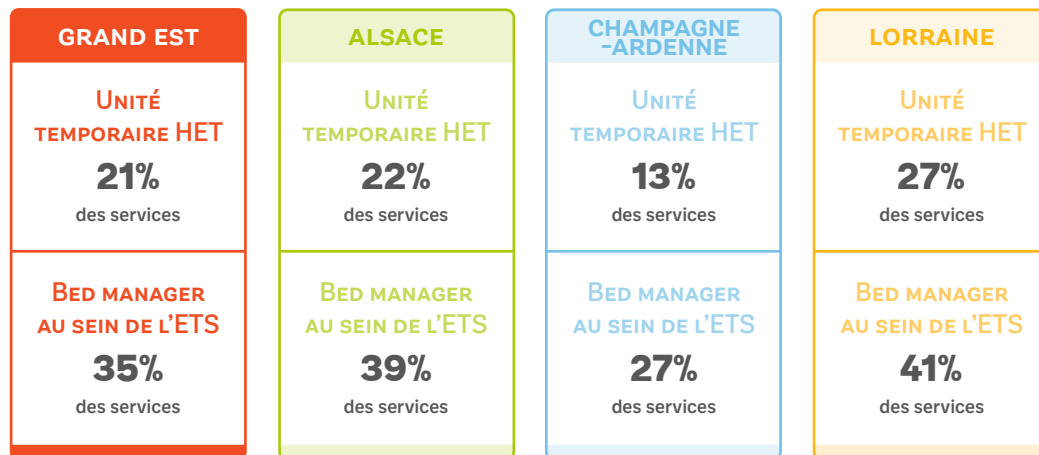 GRAND EST
UNITÉ
TEMPORAIRE HET
21%
des services
BED MANAGER
AU SEIN DE L'ETS
35%
des services
ALSACE
UNITÉ
TEMPORAIRE HET
22%
des services
BED MANAGER
AU SEIN DE L'ETS
39%
des services
CHAMPAGNE
-ARDENNE
UNITÉ
TEMPORAIRE HET
13%
des services
BED MANAGER
AU SEIN DE L'ETS
27%
des services
LORRAINE
UNITÉ
TEMPORAIRE HET
27%
des services
BED MANAGER
AU SEIN DE L'ETS
41%
des services